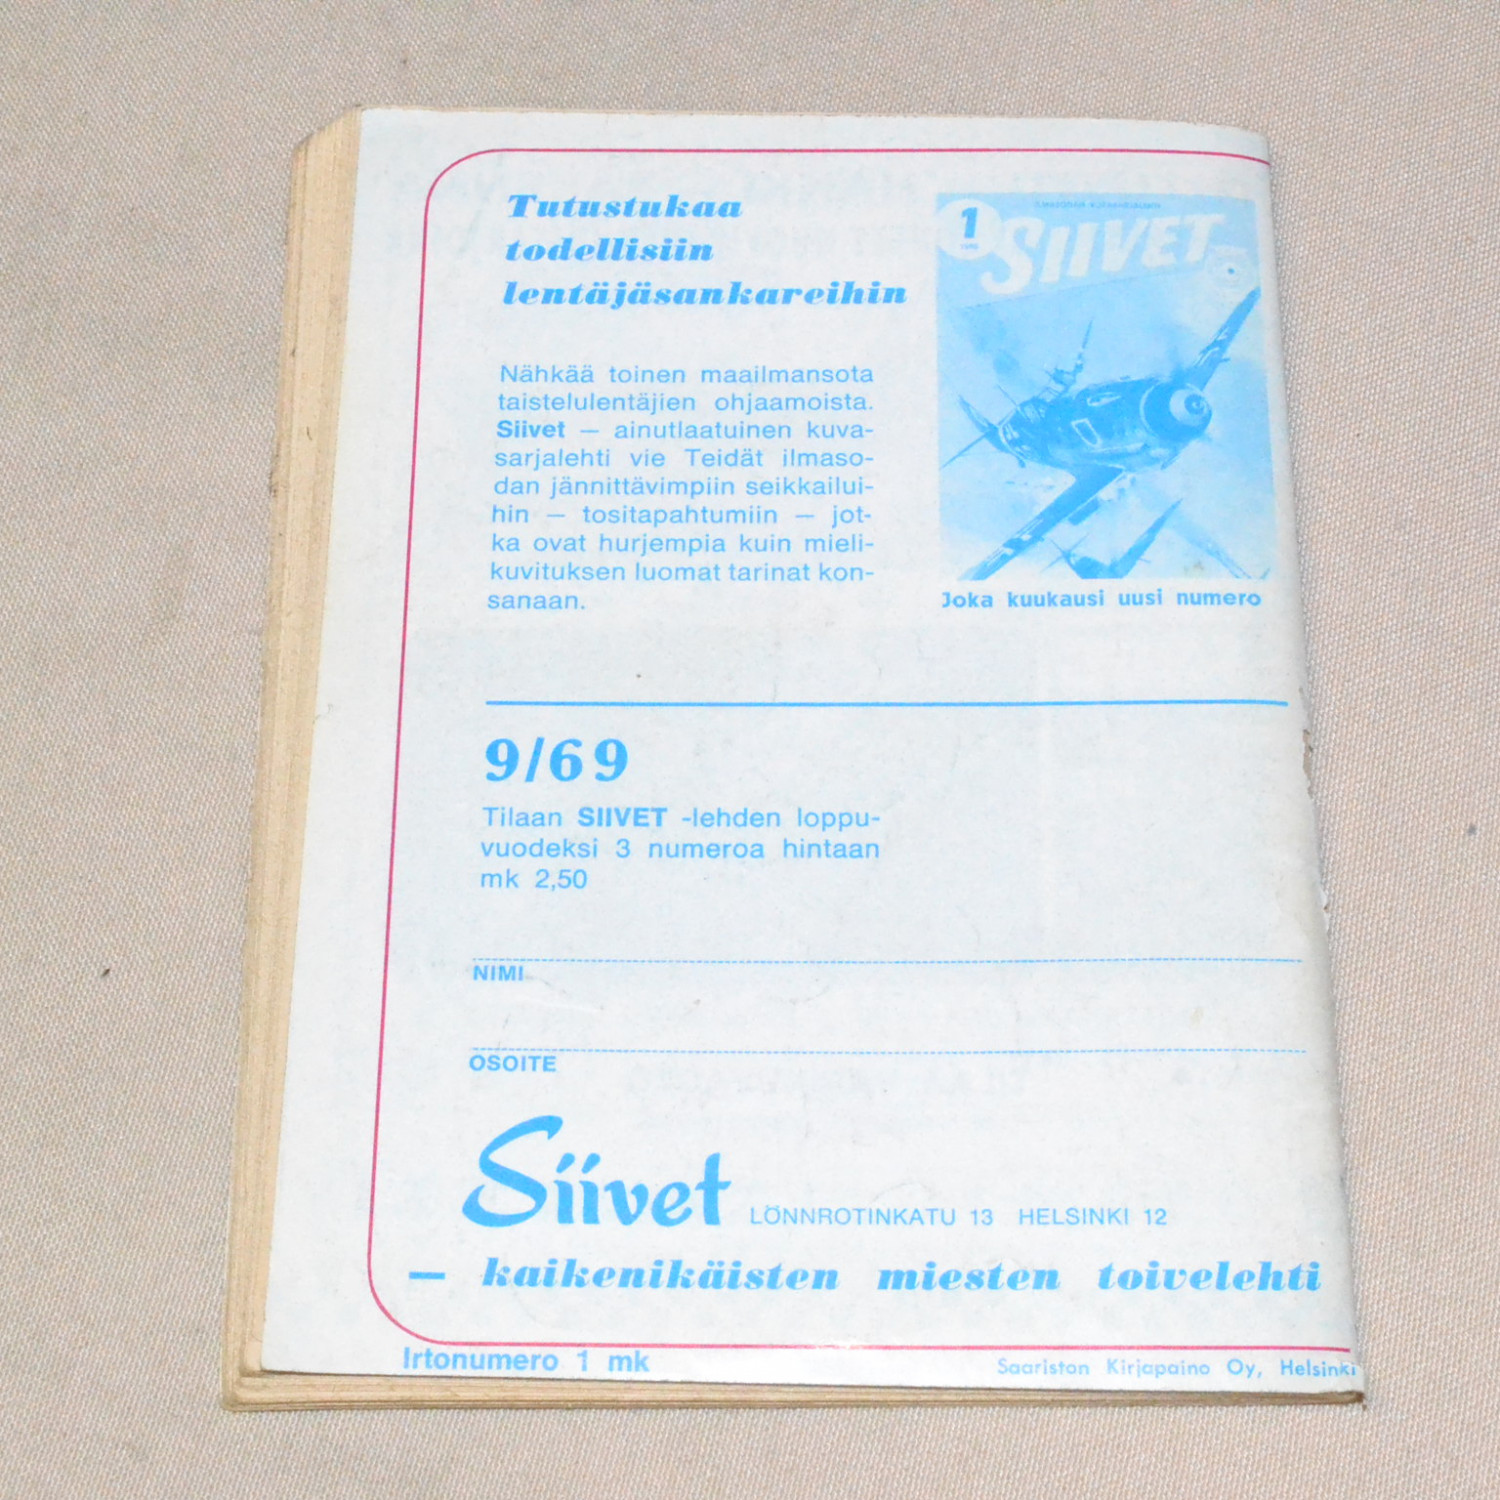 Tutustukaa
todellisiin
lentäjäsankareihin
Nähkää toinen maailmansota
taistelulentäjien ohjaamoista.
Siivet — ainutlaatuinen kuva-
sarjalehti vie Teidät ilmaso-
dan jännittävimpiin seikkailui-
hin — tositapahtumiin — jot-
ka ovat hurjempia kuin mieli-
kuvituksen luomat tarinat kon-
sanaan.
1
SIIVET
Joka kuukausi uusi numero
9/69
Tilaan SIIVET -lehden loppu-
vuodeksi 3 numeroa hintaan
mk 2,50
NIMI
OSOITE
Siivet LÖNNROTINKATU 13 HELSINKI 12
— kaikenikäisten miesten toivelehti
Irtonumero 1 mk
Saariston Kirjapaino Oy, Helsinki